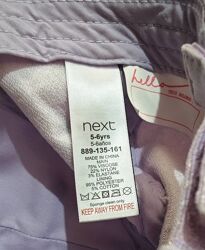 next
5-6yrs
5-6años
889-135-161
MADE IN CHINA
MAIN
75% VISCOSE
22% NYLON
3% ELASTANE
LINING
95% POLYESTER
5% COTTON
Sponge clean only
KEEP AWAY FROM FIRE
hello